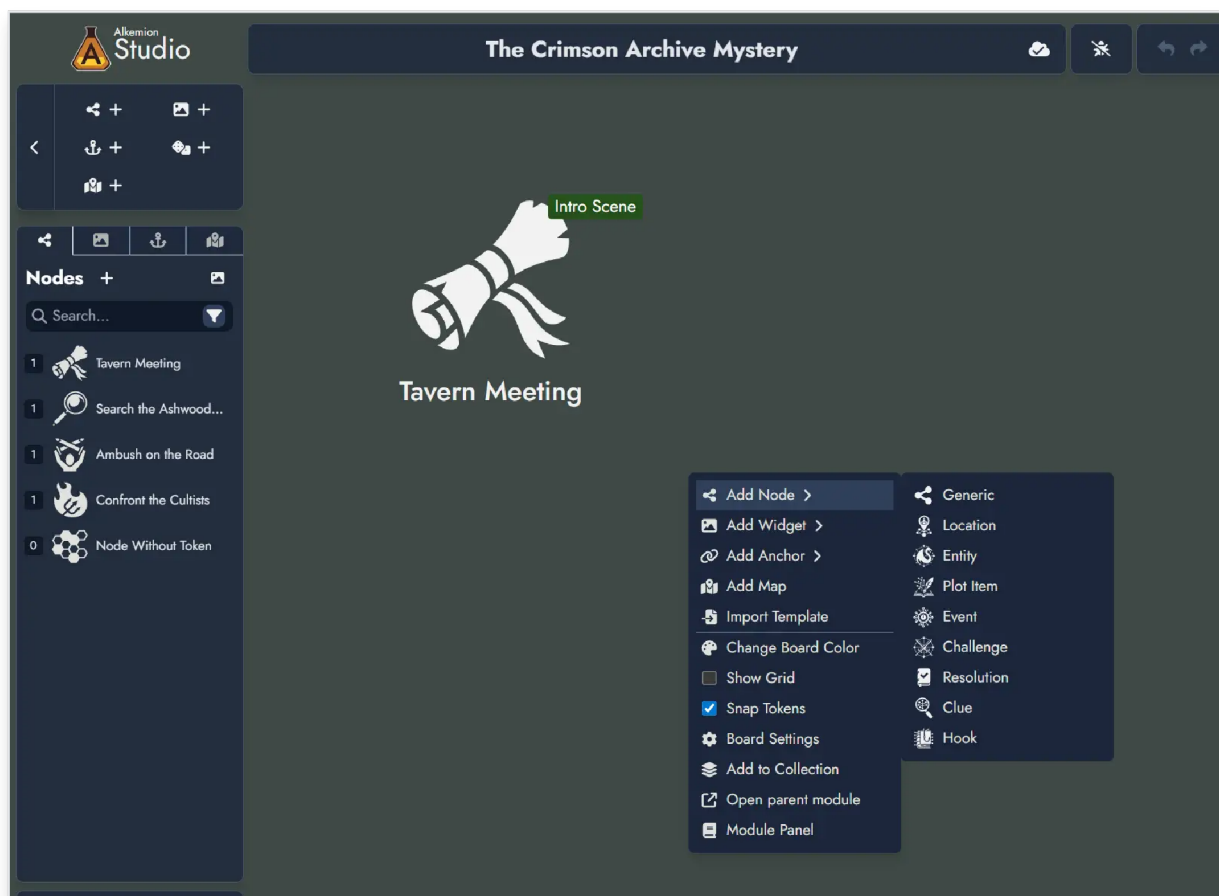 Alkemion
Studio
The Crimson Archive Mystery
Nodes +
Search...
1 Tavern Meeting
1 Search the Ashwood...
1 Ambush on the Road
1 Confront the Cultists
0 Node Without Token
Intro Scene
Tavern Meeting
Add Node
Add Widget
Add Anchor
Add Map
Import Template
Change Board Color
Show Grid
Snap Tokens
Board Settings
Add to Collection
Open parent module
Module Panel
Generic
Location
Entity
Plot Item
Event
Challenge
Resolution
Clue
Hook